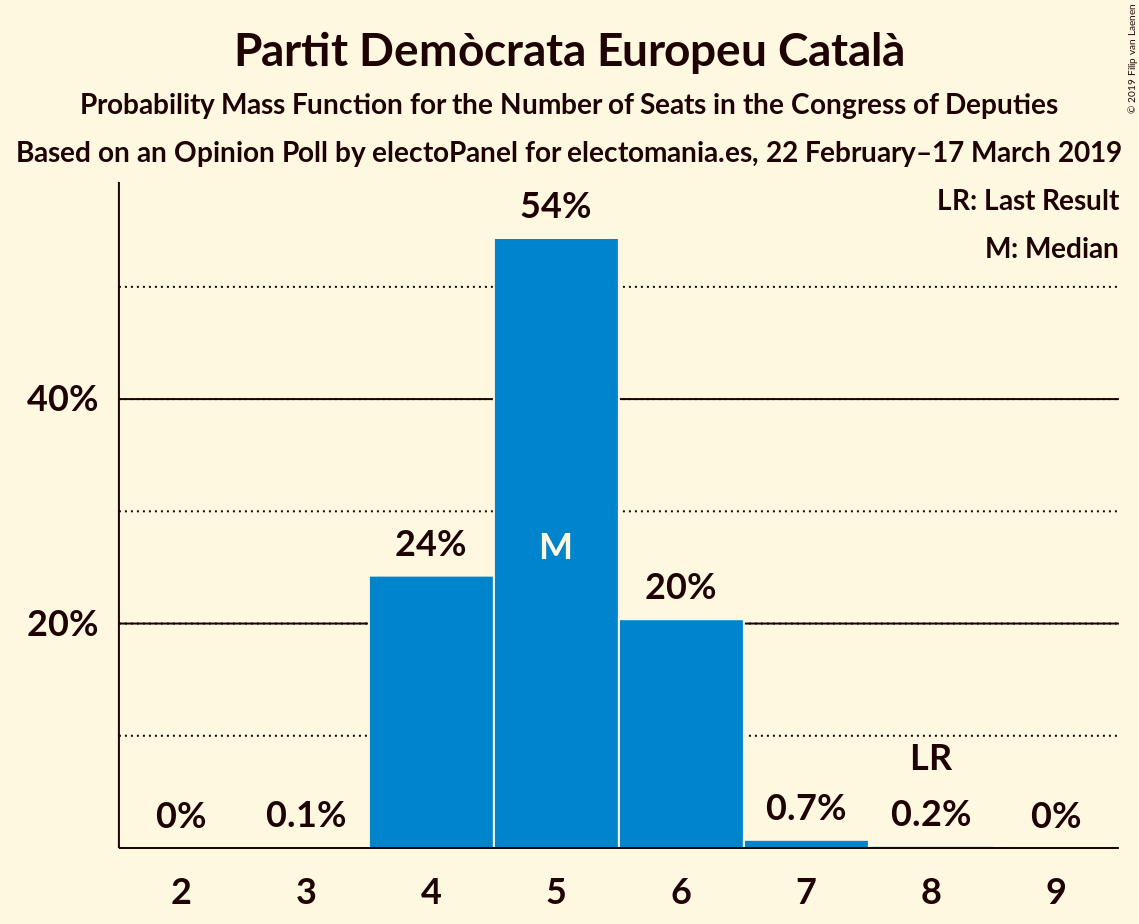 Partit Demòcrata Europeu Català
Probability Mass Function for the Number of Seats in the Congress of Deputies
Based on an Opinion Poll by electoPanel for electomania.es, 22 February–17 March 2019
© 2019 Filip van Laenen
LR: Last Result
M: Median
54%
40%
24%
M
20%
20%
LR
0% 0.1% 0.7% 0.2% 0%
2 3 4 5 6 7 8 9